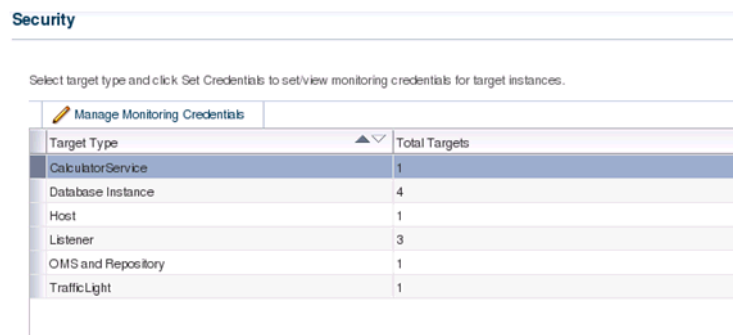 Security
Select target type and click Set Credentials to set/view monitoring credentials for target instances.
Manage Monitoring Credentials
Target Type Total Targets
CalculatorService 1
Database Instance 4
Host 1
Listener 3
OMS and Repository 1
TrafficLight 1